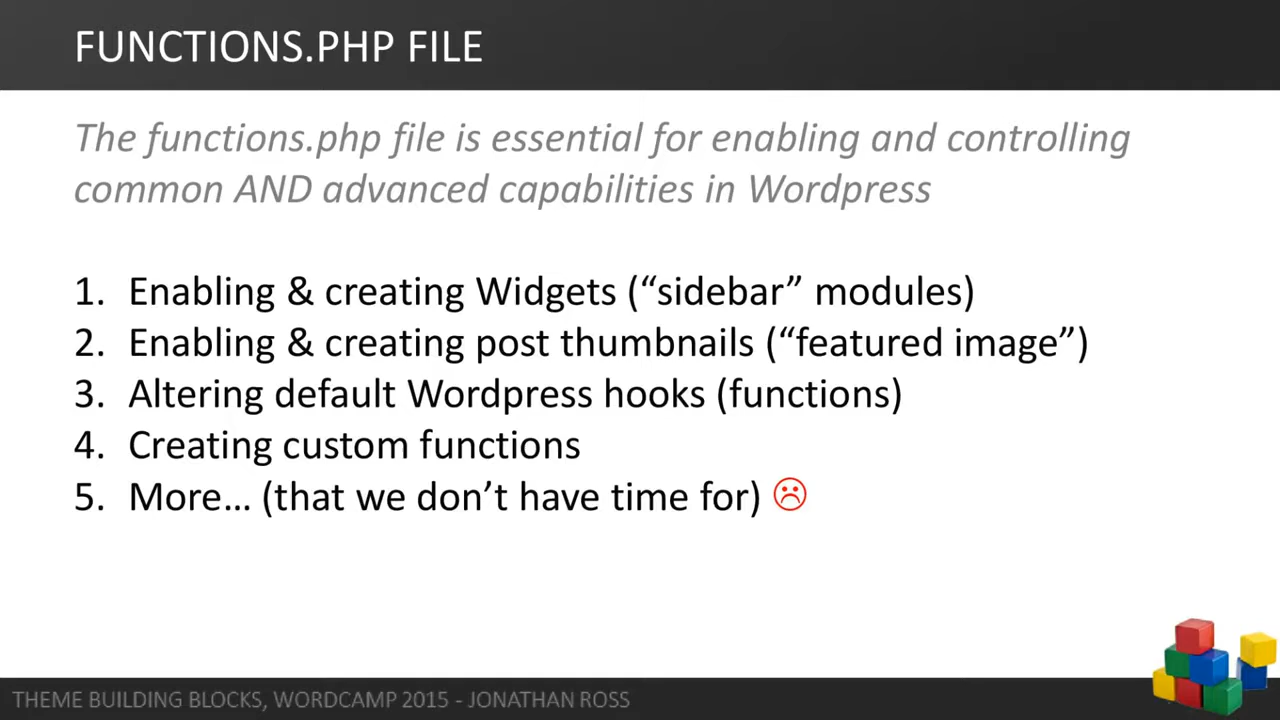 FUNCTIONS.PHP FILE
The functions.php file is essential for enabling and controlling
common AND advanced capabilities in Wordpress
1. Enabling & creating Widgets (“sidebar” modules)
2. Enabling & creating post thumbnails (“featured image”)
3. Altering default Wordpress hooks (functions)
4. Creating custom functions
5. More… (that we don’t have time for) ☹
THEME BUILDING BLOCKS, WORDCAMP 2015 - JONATHAN ROSS